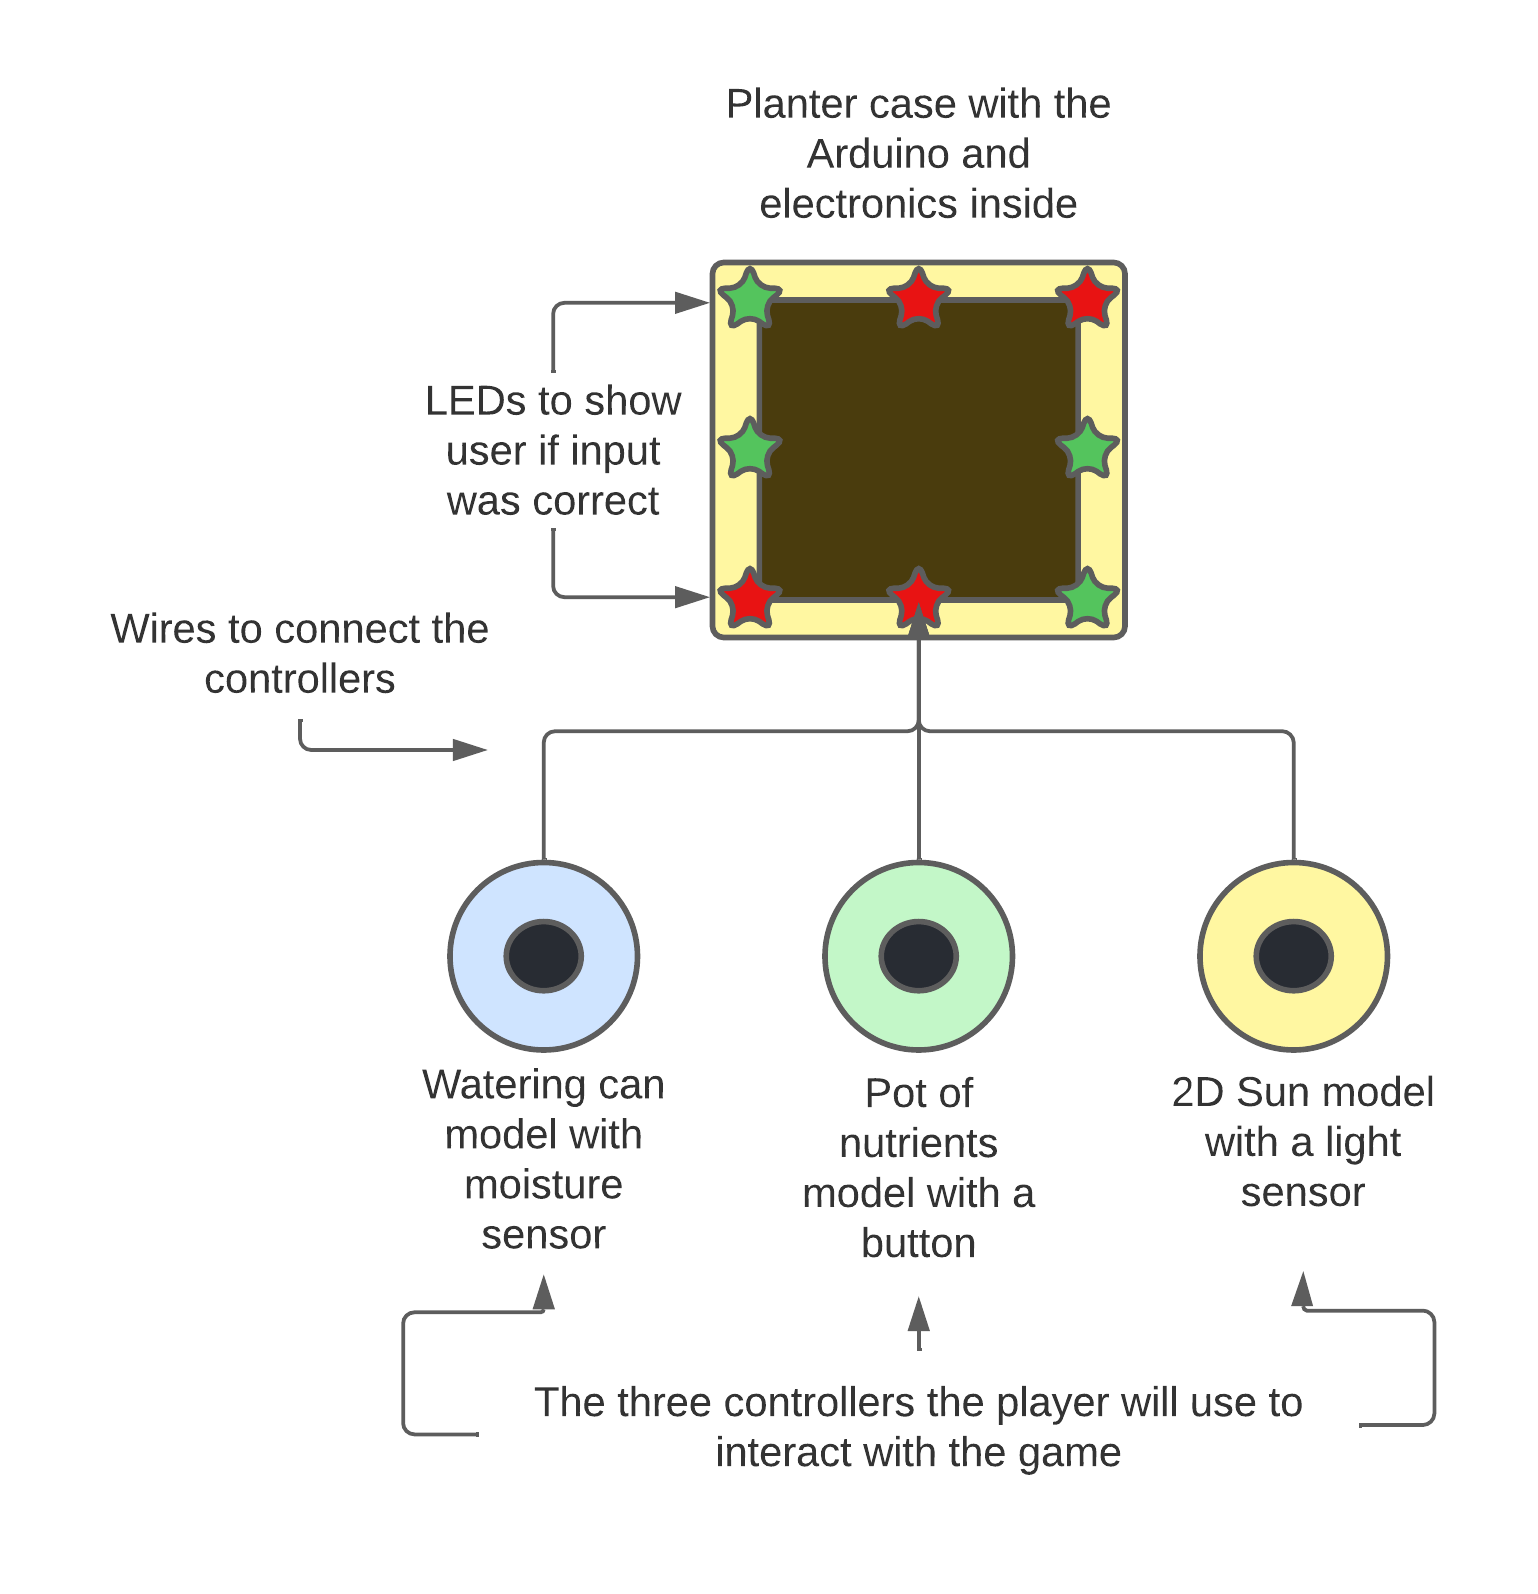 Planter case with the
Arduino and
electronics inside
LEDs to show
user if input
was correct
Wires to connect the
controllers
Watering can
model with
moisture
sensor
Pot of
nutrients
model with a
button
2D Sun model
with a light
sensor
The three controllers the player will use to
interact with the game